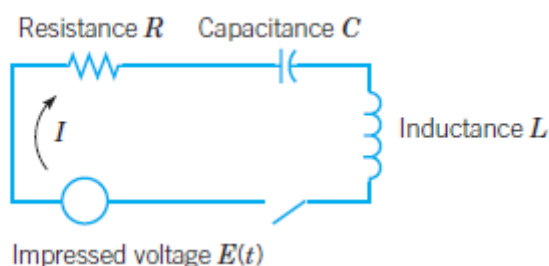 Resistance R Capacitance C
I
Inductance L
Impressed voltage E(t)